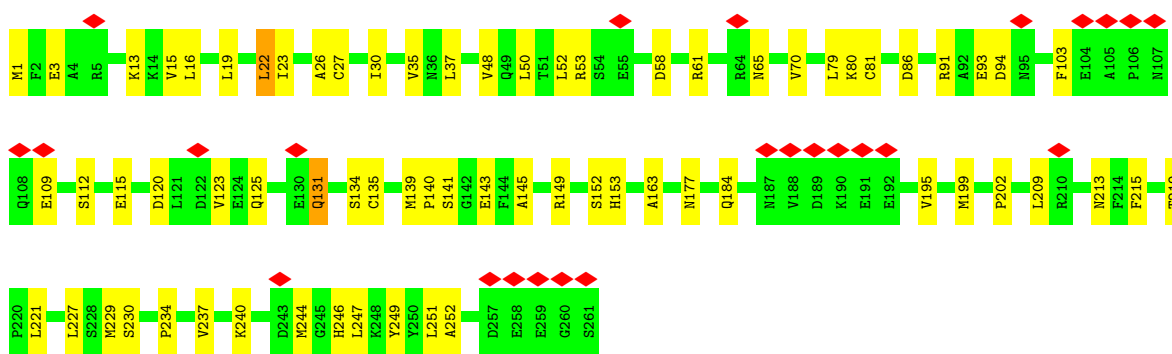 M1 F2 E3 A4 R5 K13 K14 V15 L16 L19 L22 I23 A26 C27 I30 V35 N36 L37 V48 Q49 L50 T51 L52 R53 S54 E55 D58 R61 R64 N65 V70 L79 K80 C81 D86 R91 A92 E93 D94 N95 F103 E104 A105 P106 N107
Q108 E109 S112 E115 D120 L121 D122 V123 E124 Q125 E130 Q131 S134 C135 M139 P140 S141 G142 E143 F144 A145 R149 S152 H153 A163 N177 Q184 N187 V188 D189 K190 E191 E192 V195 M199 P202 L209 R210 N213 F214 F215
P220 L221 L227 S228 M229 S230 P234 V237 K240 D243 M244 G245 H246 L247 K248 Y249 Y250 L251 A252 D257 E258 E259 G260 S261